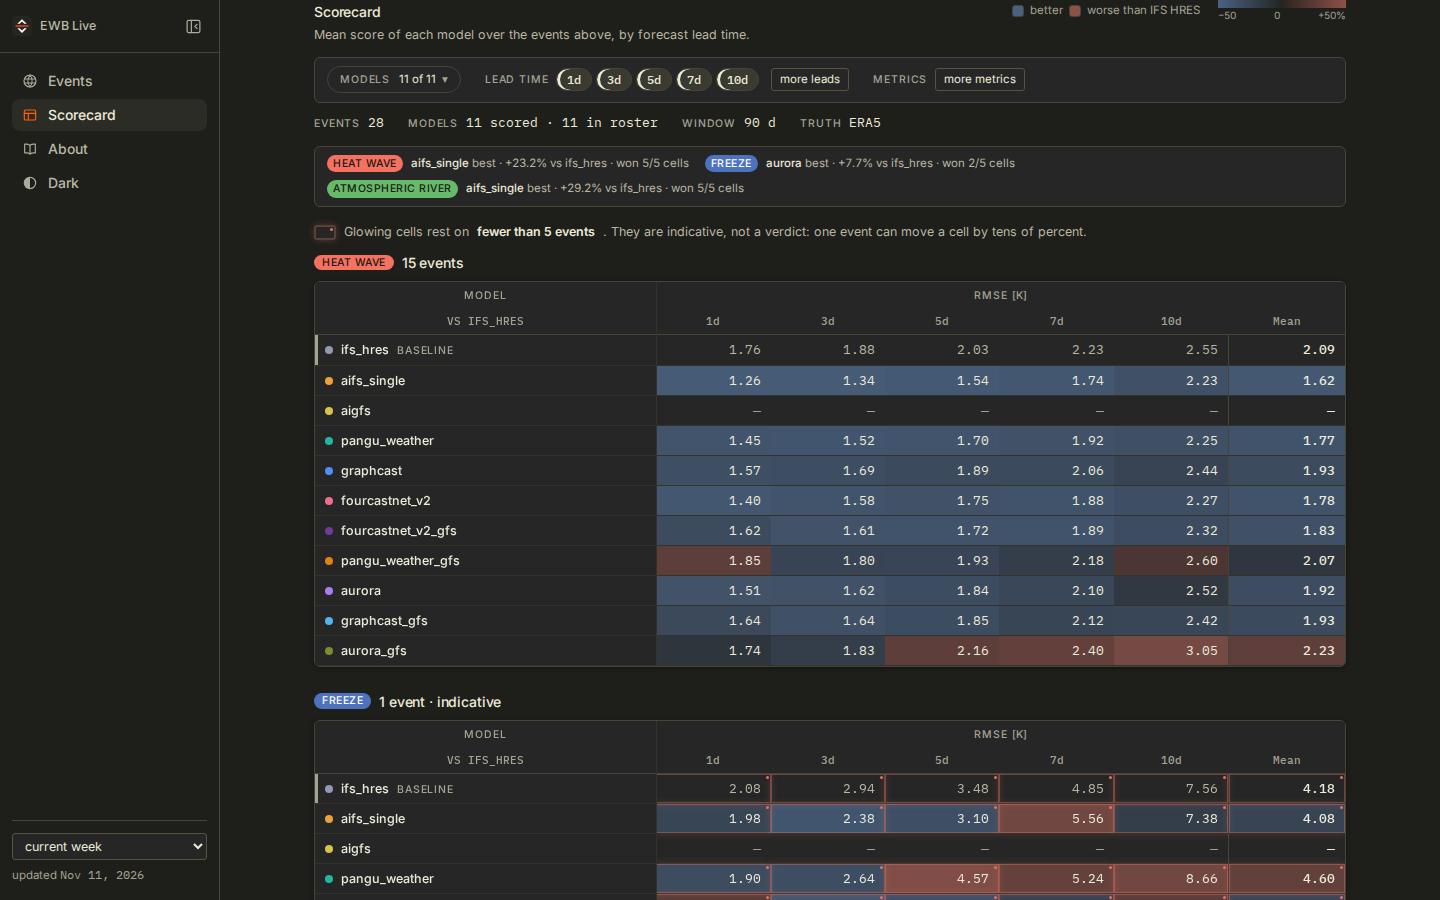 EWB Live
Events
Scorecard
About
Dark
current week
updated Nov 11, 2026
Scorecard
better worse than IFS HRES
−50 0 +50%
Mean score of each model over the events above, by forecast lead time.
MODELS 11 of 11 ▾ LEAD TIME 1d 3d 5d 7d 10d more leads METRICS more metrics
EVENTS 28 MODELS 11 scored · 11 in roster WINDOW 90 d TRUTH ERA5
HEAT WAVE aifs_single best · +23.2% vs ifs_hres · won 5/5 cells FREEZE aurora best · +7.7% vs ifs_hres · won 2/5 cells
ATMOSPHERIC RIVER aifs_single best · +29.2% vs ifs_hres · won 5/5 cells
Glowing cells rest on fewer than 5 events . They are indicative, not a verdict: one event can move a cell by tens of percent.
HEAT WAVE 15 events
MODEL RMSE [K]
VS IFS_HRES 1d 3d 5d 7d 10d Mean
ifs_hres BASELINE 1.76 1.88 2.03 2.23 2.55 2.09
aifs_single 1.26 1.34 1.54 1.74 2.23 1.62
aigfs — — — — — —
pangu_weather 1.45 1.52 1.70 1.92 2.25 1.77
graphcast 1.57 1.69 1.89 2.06 2.44 1.93
fourcastnet_v2 1.40 1.58 1.75 1.88 2.27 1.78
fourcastnet_v2_gfs 1.62 1.61 1.72 1.89 2.32 1.83
pangu_weather_gfs 1.85 1.80 1.93 2.18 2.60 2.07
aurora 1.51 1.62 1.84 2.10 2.52 1.92
graphcast_gfs 1.64 1.64 1.85 2.12 2.42 1.93
aurora_gfs 1.74 1.83 2.16 2.40 3.05 2.23
FREEZE 1 event · indicative
MODEL RMSE [K]
VS IFS_HRES 1d 3d 5d 7d 10d Mean
ifs_hres BASELINE 2.08 2.94 3.48 4.85 7.56 4.18
aifs_single 1.98 2.38 3.10 5.56 7.38 4.08
aigfs — — — — — —
pangu_weather 1.90 2.64 4.57 5.24 8.66 4.60